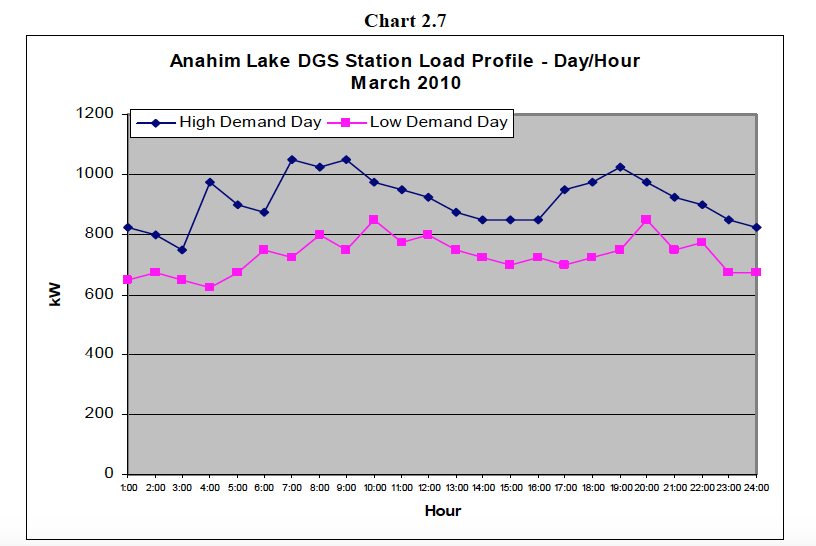 Chart 2.7
Anahim Lake DGS Station Load Profile - Day/Hour
March 2010
High Demand Day Low Demand Day
1200
1000
800
600
400
200
0
kW
1:00 2:00 3:00 4:00 5:00 6:00 7:00 8:00 9:00 10:00 11:00 12:00 13:00 14:00 15:00 16:00 17:00 18:00 19:00 20:00 21:00 22:00 23:00 24:00
Hour